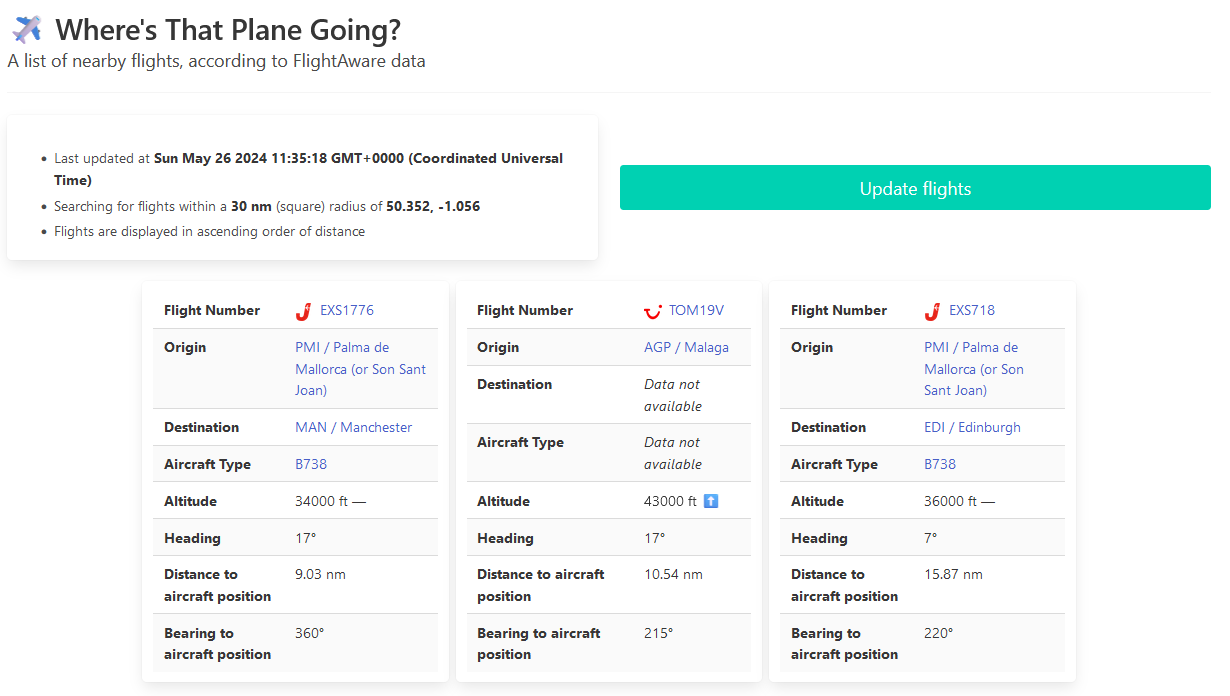 Where's That Plane Going?
A list of nearby flights, according to FlightAware data
• Last updated at Sun May 26 2024 11:35:18 GMT+0000 (Coordinated Universal
Time)
• Searching for flights within a 30 nm (square) radius of 50.352, -1.056
• Flights are displayed in ascending order of distance
Update flights
Flight Number EXS1776
Origin PMI / Palma de
Mallorca (or Son Sant
Joan)
Destination MAN / Manchester
Aircraft Type B738
Altitude 34000 ft —
Heading 17°
Distance to 9.03 nm
aircraft position
Bearing to 360°
aircraft position
Flight Number TOM19V
Origin AGP / Malaga
Destination Data not
available
Aircraft Type Data not
available
Altitude 43000 ft ⬆
Heading 17°
Distance to aircraft 10.54 nm
position
Bearing to aircraft 215°
position
Flight Number EXS718
Origin PMI / Palma de
Mallorca (or Son
Sant Joan)
Destination EDI / Edinburgh
Aircraft Type B738
Altitude 36000 ft —
Heading 7°
Distance to 15.87 nm
aircraft position
Bearing to 220°
aircraft position